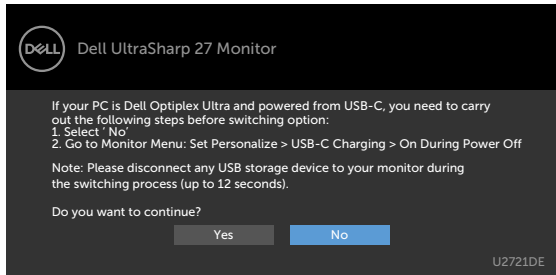 DELL
Dell UltraSharp 27 Monitor
If your PC is Dell Optiplex Ultra and powered from USB-C, you need to carry
out the following steps before switching option:
1. Select ' No'
2. Go to Monitor Menu: Set Personalize > USB-C Charging > On During Power Off
Note: Please disconnect any USB storage device to your monitor during
the switching process (up to 12 seconds).
Do you want to continue?
Yes No
U2721DE